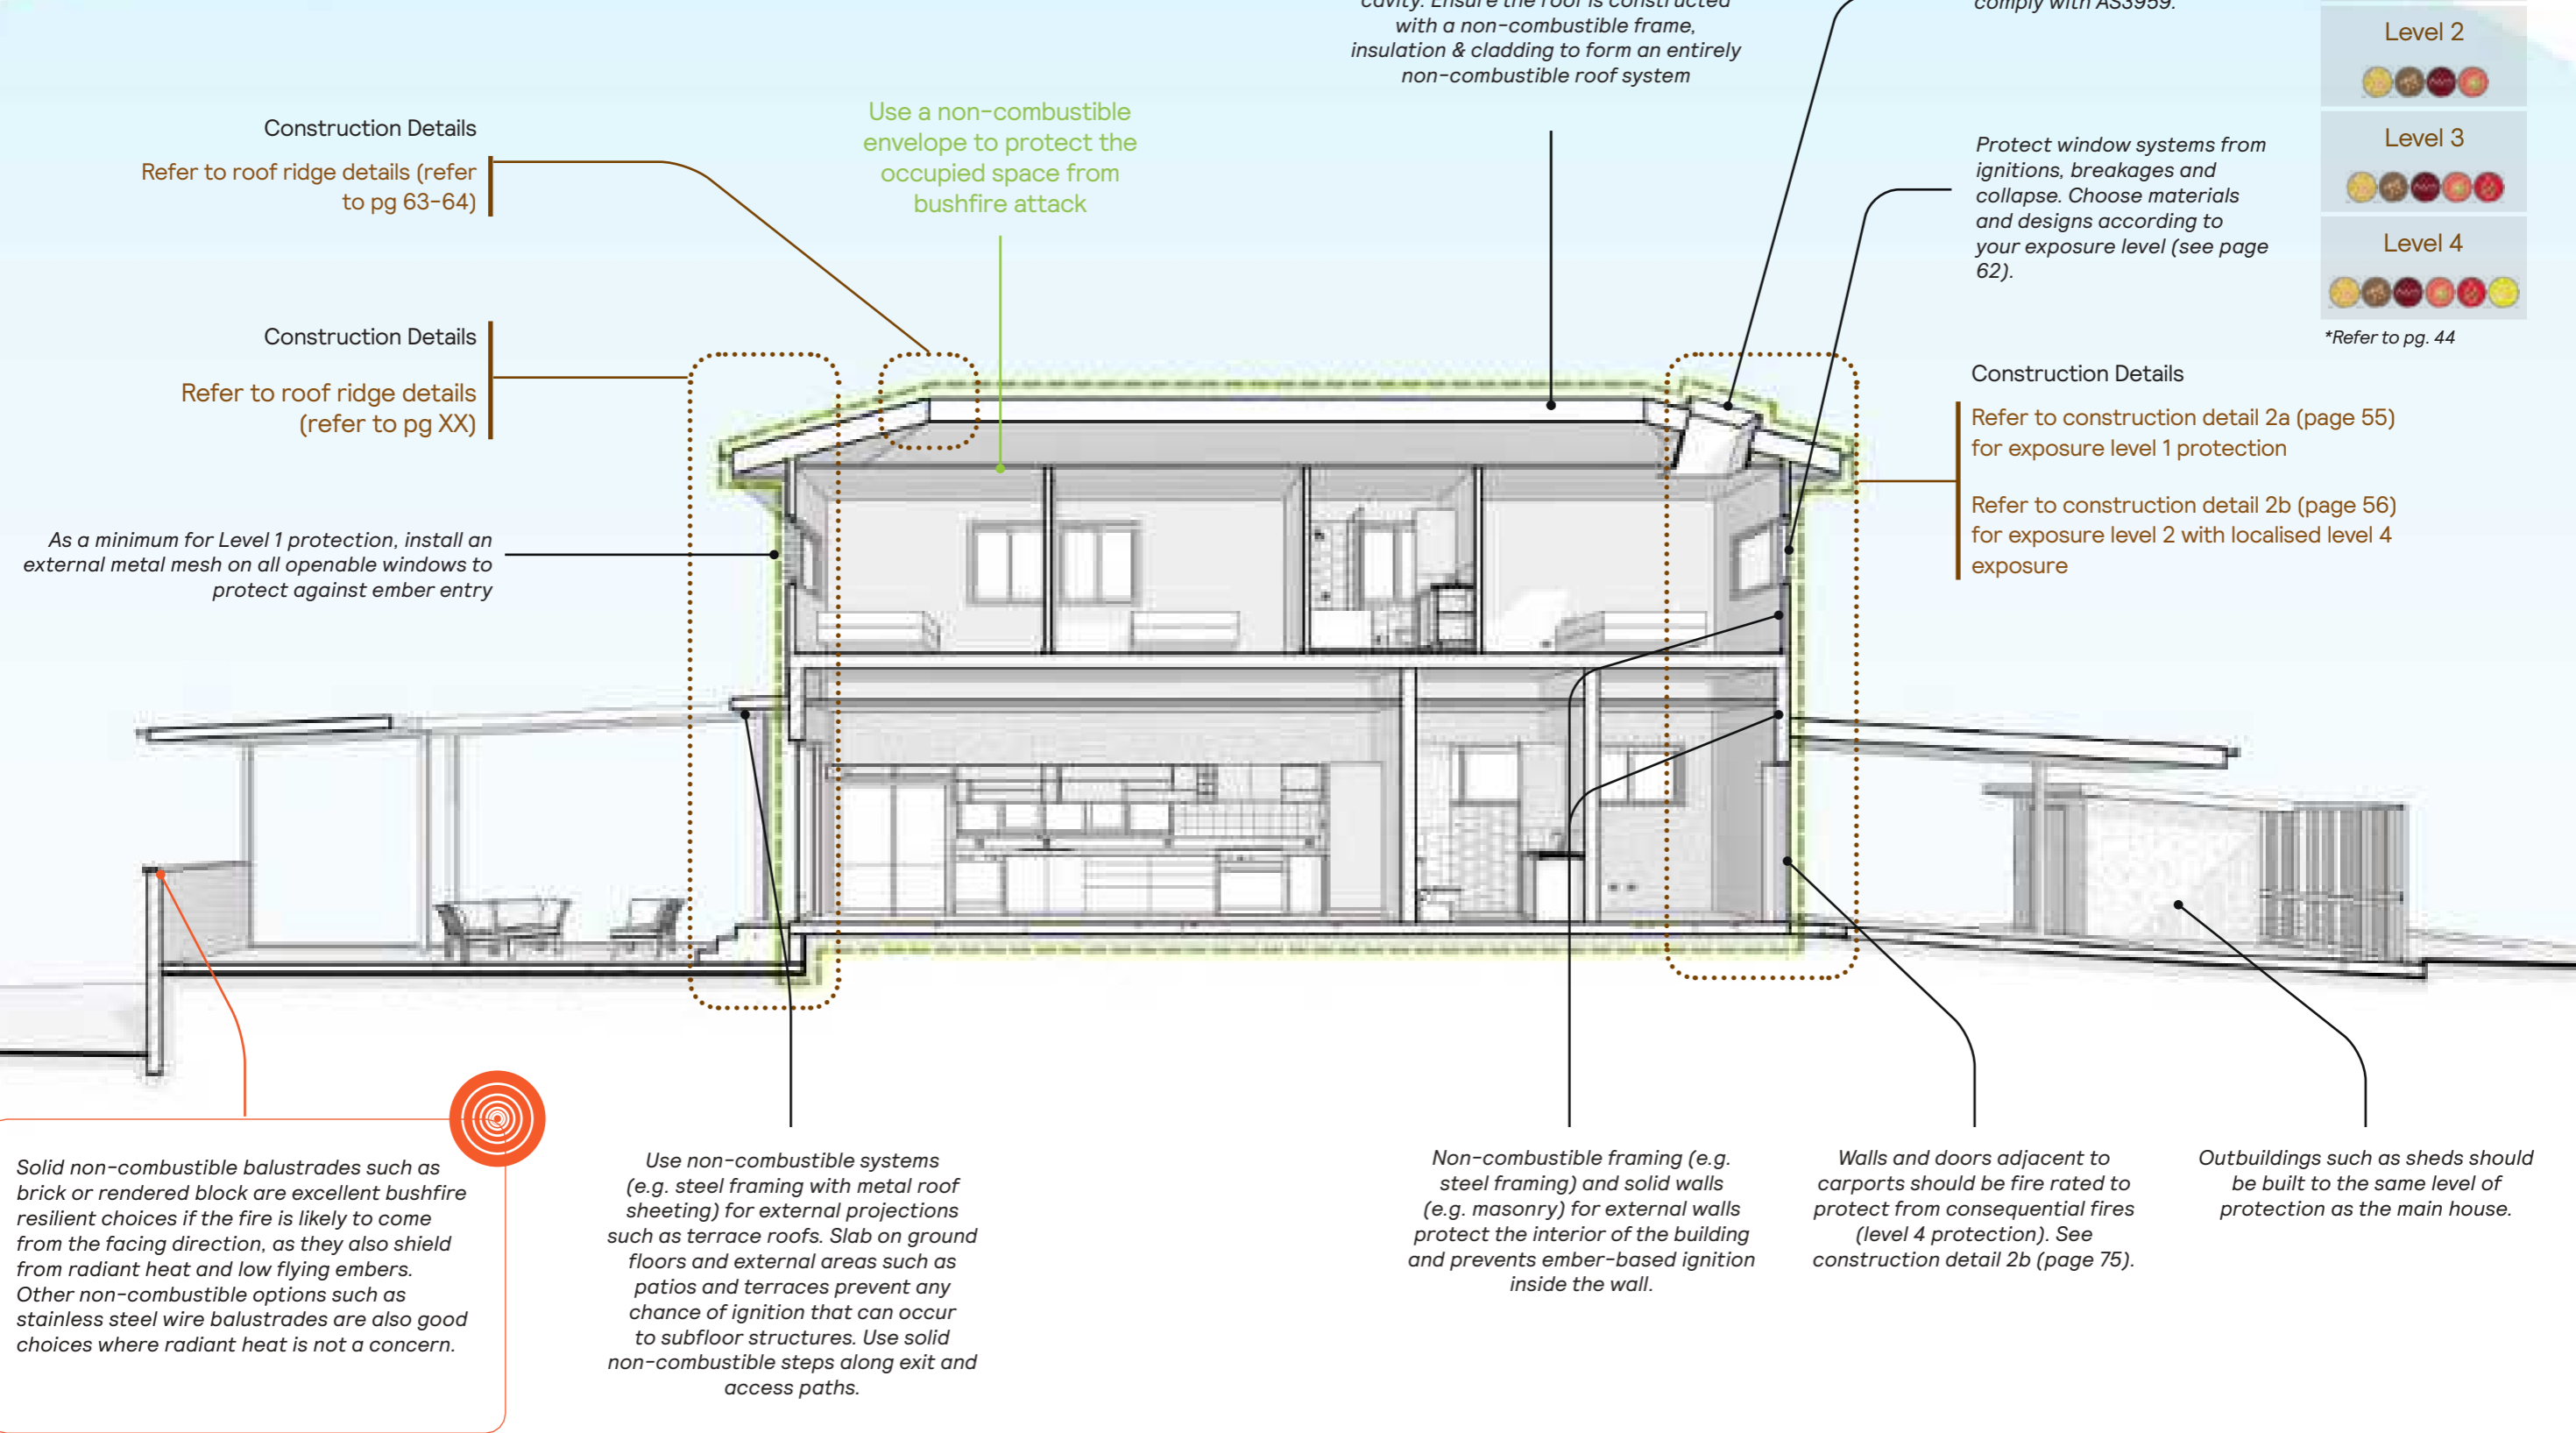 cavity. Ensure the roof is constructed
with a non-combustible frame,
insulation & cladding to form an entirely
non-combustible roof system
comply with AS3959.
Level 2
Level 3
Level 4
*Refer to pg. 44
Construction Details
Refer to roof ridge details (refer
to pg 63-64)
Use a non-combustible
envelope to protect the
occupied space from
bushfire attack
Protect window systems from
ignitions, breakages and
collapse. Choose materials
and designs according to
your exposure level (see page
62).
Construction Details
Refer to roof ridge details
(refer to pg XX)
Construction Details
Refer to construction detail 2a (page 55)
for exposure level 1 protection
Refer to construction detail 2b (page 56)
for exposure level 2 with localised level 4
exposure
As a minimum for Level 1 protection, install an
external metal mesh on all openable windows to
protect against ember entry
Solid non-combustible balustrades such as
brick or rendered block are excellent bushfire
resilient choices if the fire is likely to come
from the facing direction, as they also shield
from radiant heat and low flying embers.
Other non-combustible options such as
stainless steel wire balustrades are also good
choices where radiant heat is not a concern.
Use non-combustible systems
(e.g. steel framing with metal roof
sheeting) for external projections
such as terrace roofs. Slab on ground
floors and external areas such as
patios and terraces prevent any
chance of ignition that can occur
to subfloor structures. Use solid
non-combustible steps along exit and
access paths.
Non-combustible framing (e.g.
steel framing) and solid walls
(e.g. masonry) for external walls
protect the interior of the building
and prevents ember-based ignition
inside the wall.
Walls and doors adjacent to
carports should be fire rated to
protect from consequential fires
(level 4 protection). See
construction detail 2b (page 75).
Outbuildings such as sheds should
be built to the same level of
protection as the main house.